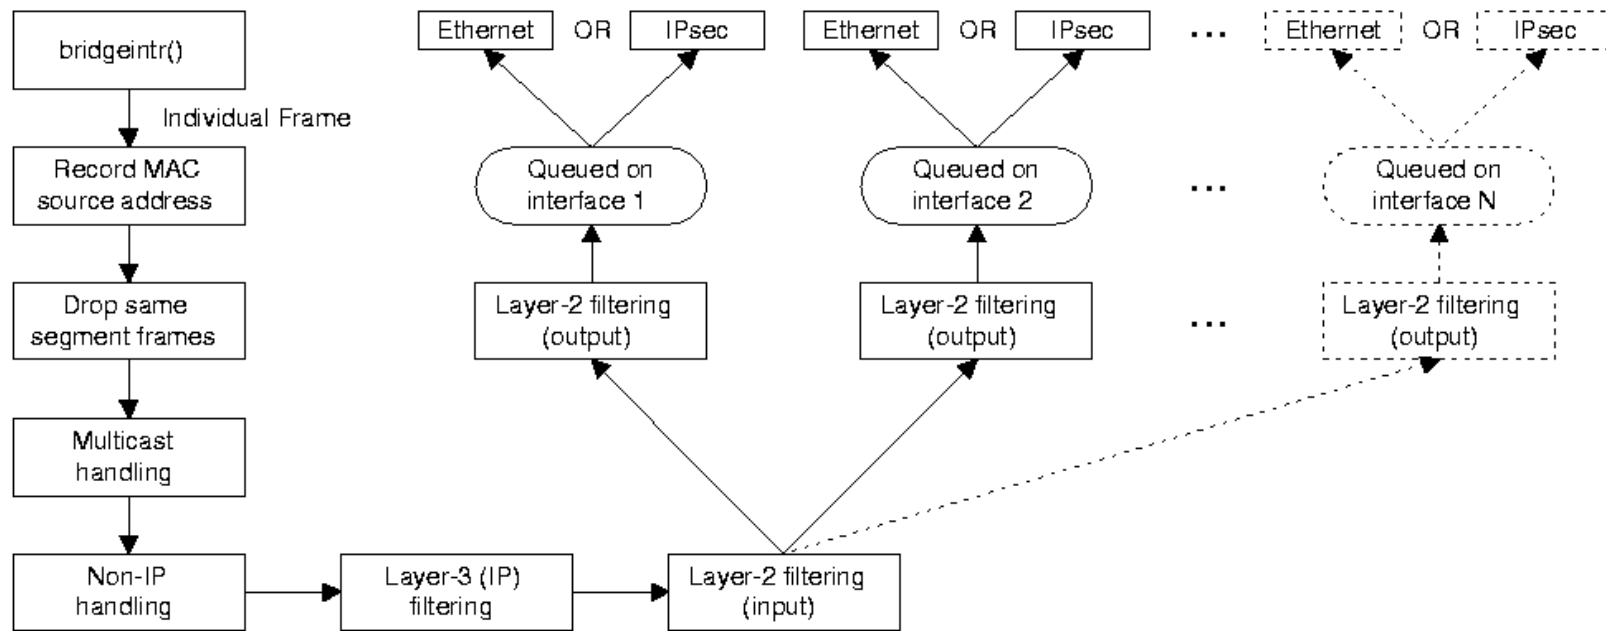 bridgeintr()
Individual Frame
Record MAC
source address
Drop same
segment frames
Multicast
handling
Non-IP
handling
Layer-3 (IP)
filtering
Layer-2 filtering
(input)
Layer-2 filtering
(output)
Queued on
interface 1
Ethernet OR IPsec
Layer-2 filtering
(output)
Queued on
interface 2
Ethernet OR IPsec
...
...
...
Layer-2 filtering
(output)
Queued on
interface N
Ethernet OR IPsec